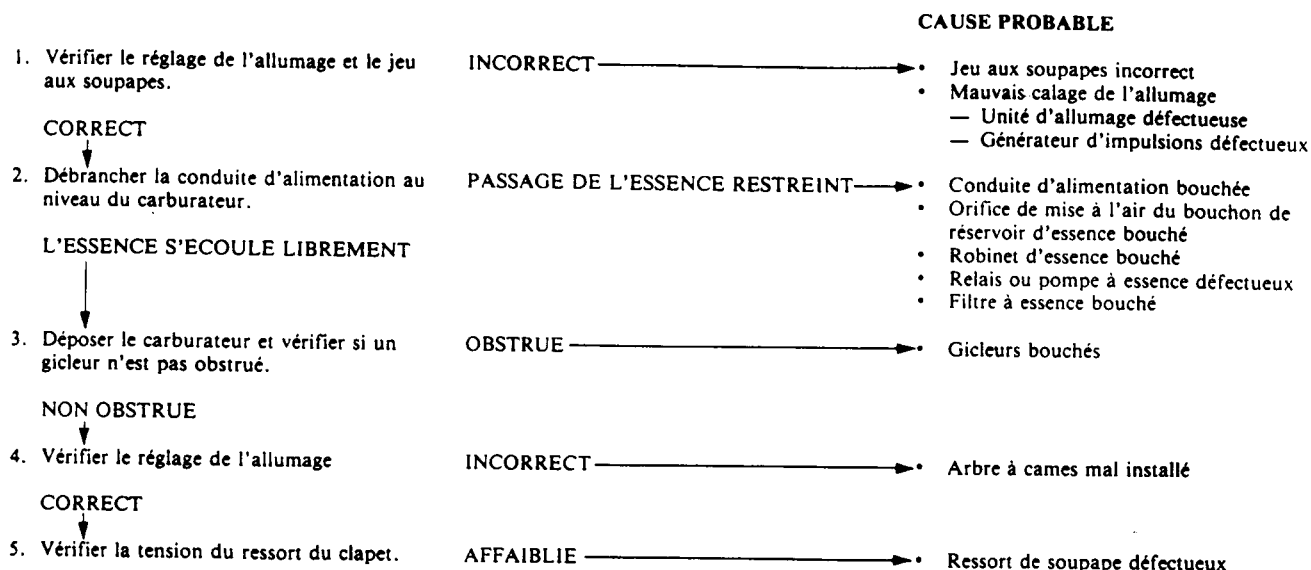 CAUSE PROBABLE
1. Vérifier le réglage de l'allumage et le jeu
aux soupapes.
INCORRECT
• Jeu aux soupapes incorrect
• Mauvais calage de l'allumage
— Unité d'allumage défectueuse
— Générateur d'impulsions défectueux
CORRECT
2. Débrancher la conduite d'alimentation au
niveau du carburateur.
PASSAGE DE L'ESSENCE RESTREINT
• Conduite d'alimentation bouchée
• Orifice de mise à l'air du bouchon de
réservoir d'essence bouché
• Robinet d'essence bouché
• Relais ou pompe à essence défectueux
• Filtre à essence bouché
L'ESSENCE S'ECOULE LIBREMENT
3. Déposer le carburateur et vérifier si un
gicleur n'est pas obstrué.
OBSTRUE
• Gicleurs bouchés
NON OBSTRUE
4. Vérifier le réglage de l'allumage
INCORRECT
• Arbre à cames mal installé
CORRECT
5. Vérifier la tension du ressort du clapet.
AFFAIBLIE
• Ressort de soupape défectueux